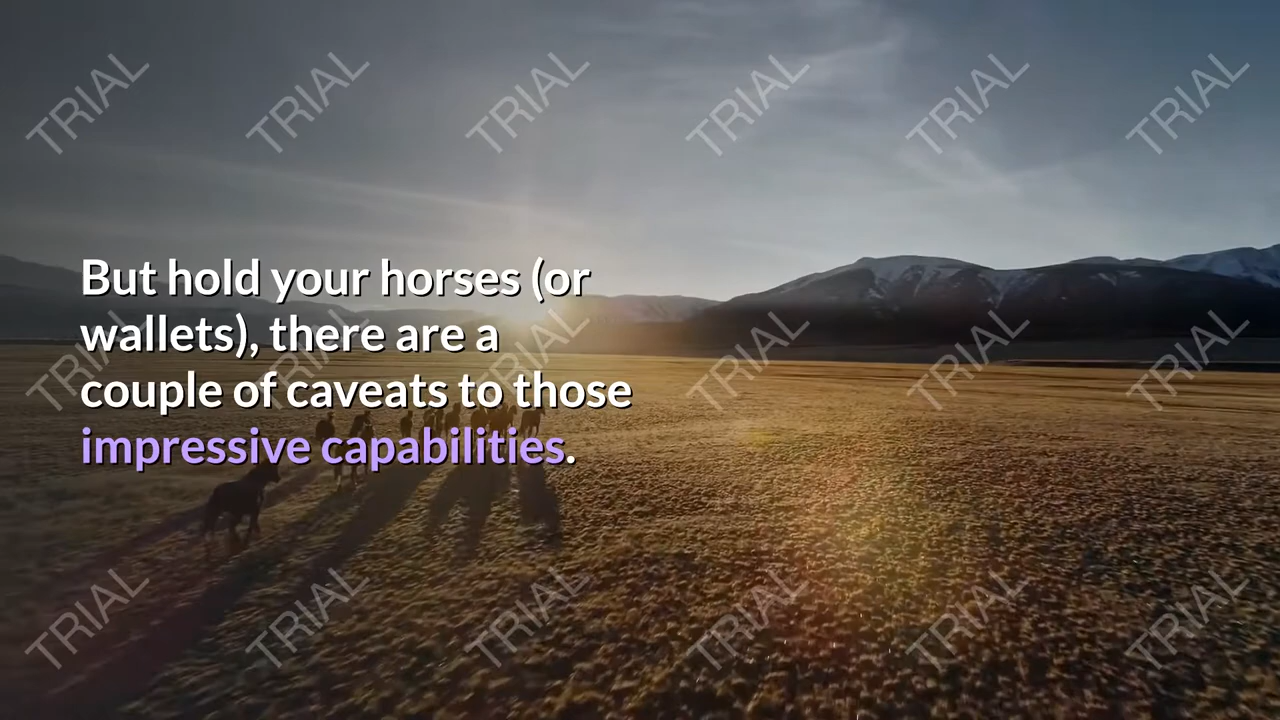 TRIAL TRIAL TRIAL TRIAL TRIAL TRIAL
But hold your horses (or
wallets), there are a
couple of caveats to those
impressive capabilities.
TRIAL TRIAL TRIAL TRIAL TRIAL TRIAL
TRIAL TRIAL TRIAL TRIAL TRIAL TRIAL